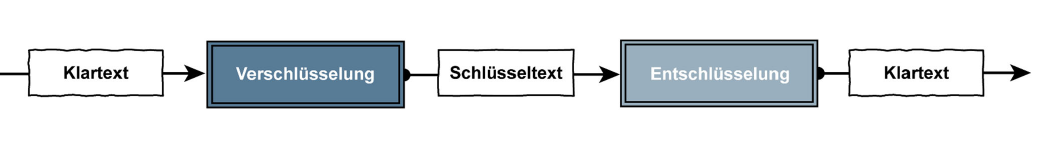 Klartext
Verschlüsselung
Schlüsseltext
Entschlüsselung
Klartext